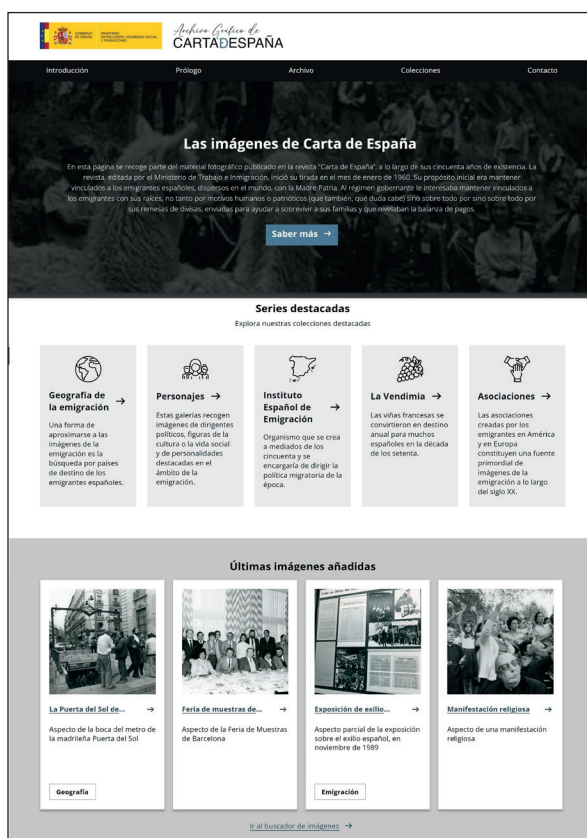 GOBIERNO
DE ESPAÑA
MINISTERIO
DE INCLUSIÓN, SEGURIDAD SOCIAL
Y MIGRACIONES
Archivo Gráfico de
CARTADESPAÑA
Introducción Prólogo Archivo Colecciones Contacto
Las imágenes de Carta de España
En esta página se recoge parte del material fotográfico publicado en la revista "Carta de España", a lo largo de sus cincuenta años de existencia. La
revista, editada por el Ministerio de Trabajo e Inmigración, inició su tirada en el mes de enero de 1960. Su propósito inicial era mantener
vinculados a los emigrantes españoles, dispersos en el mundo, con la Madre Patria. Al régimen gobernante le interesaba mantener vinculados a
los emigrantes con sus raíces, no tanto por motivos humanos o patrióticos (que también, qué duda cabe) sino sobre todo por sino sobre todo por
sus remesas de divisas, enviadas para ayudar a sobrevivir a sus familias y que nivelaban la balanza de pagos.
Saber más →
Series destacadas
Explora nuestras colecciones destacadas
Geografía de
la emigración →
Una forma de
aproximarse a las
imágenes de la
emigración es la
búsqueda por países
de destino de los
emigrantes españoles.
Personajes →
Estas galerías recogen
imágenes de dirigentes
políticos, figuras de la
cultura o la vida social
y de personalidades
destacadas en el
ámbito de la
emigración.
Instituto
Español de →
Emigración
Organismo que se crea
a mediados de los
cincuenta y se
encargaría de dirigir la
política migratoria de la
época.
La Vendimia →
Las viñas francesas se
convirtieron en destino
anual para muchos
españoles en la década
de los setenta.
Asociaciones →
Las asociaciones
creadas por los
emigrantes en América
y en Europa
constituyen una fuente
primordial de
imágenes de la
emigración a lo largo
del siglo XX.
Últimas imágenes añadidas
La Puerta del Sol de... →
Aspecto de la boca del metro de
la madrileña Puerta del Sol
Geografía
Feria de muestras de... →
Aspecto de la Feria de Muestras
de Barcelona
Exposición de exilio... →
Aspecto parcial de la exposición
sobre el exilio español, en
noviembre de 1989
Emigración
Manifestación religiosa →
Aspecto de una manifestación
religiosa
Ir al buscador de imágenes →